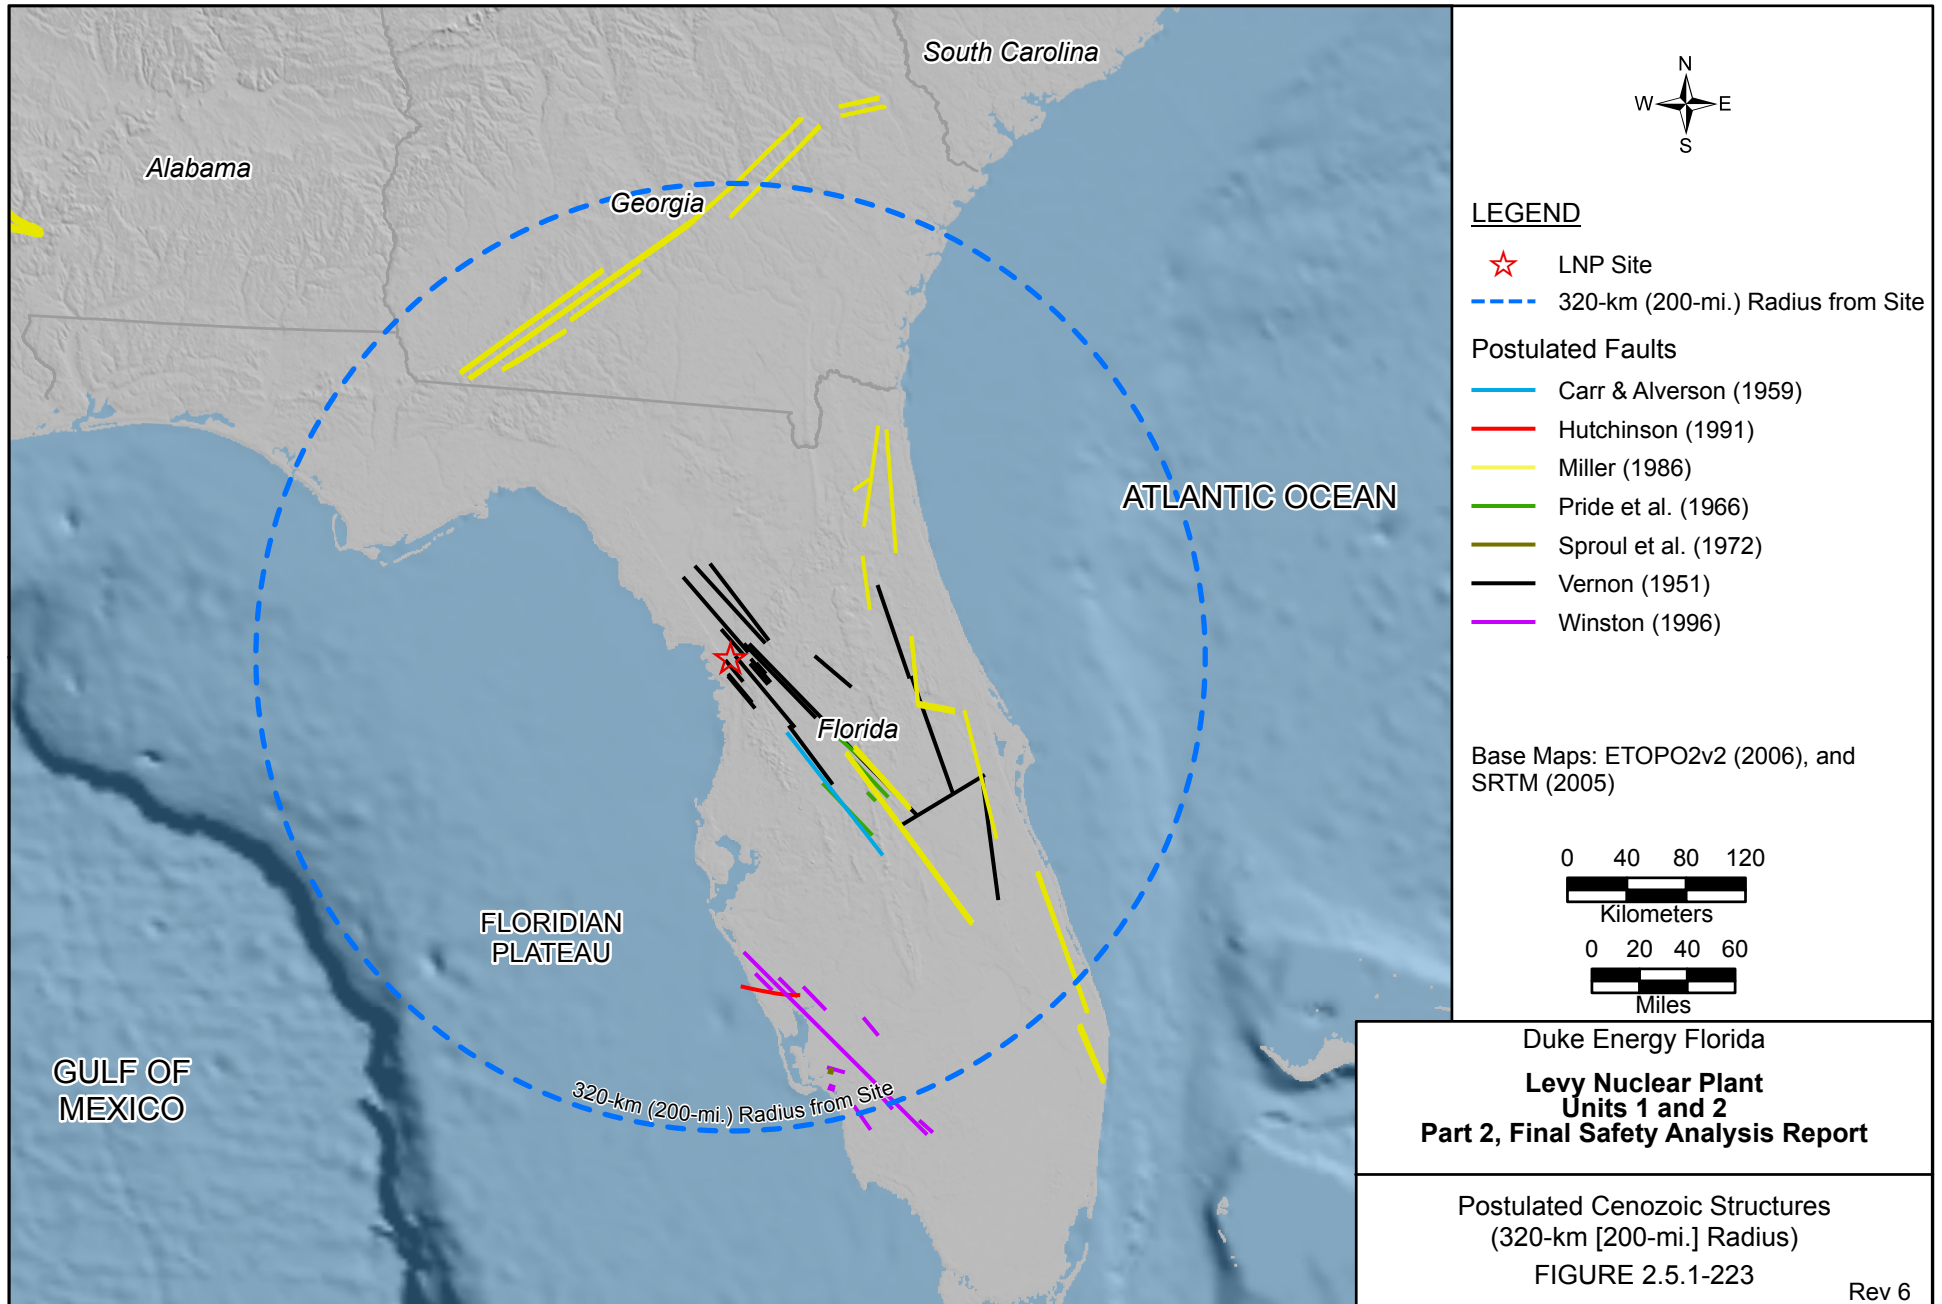 South Carolina
Alabama
Georgia
ATLANTIC OCEAN
Florida
FLORIDIAN
PLATEAU
GULF OF
MEXICO
320-km (200-mi.) Radius from Site
N
W E
S
LEGEND
LNP Site
320-km (200-mi.) Radius from Site
Postulated Faults
Carr & Alverson (1959)
Hutchinson (1991)
Miller (1986)
Pride et al. (1966)
Sproul et al. (1972)
Vernon (1951)
Winston (1996)
Base Maps: ETOPO2v2 (2006), and
SRTM (2005)
0 40 80 120
Kilometers
0 20 40 60
Miles
Duke Energy Florida
Levy Nuclear Plant
Units 1 and 2
Part 2, Final Safety Analysis Report
Postulated Cenozoic Structures
(320-km [200-mi.] Radius)
FIGURE 2.5.1-223
Rev 6